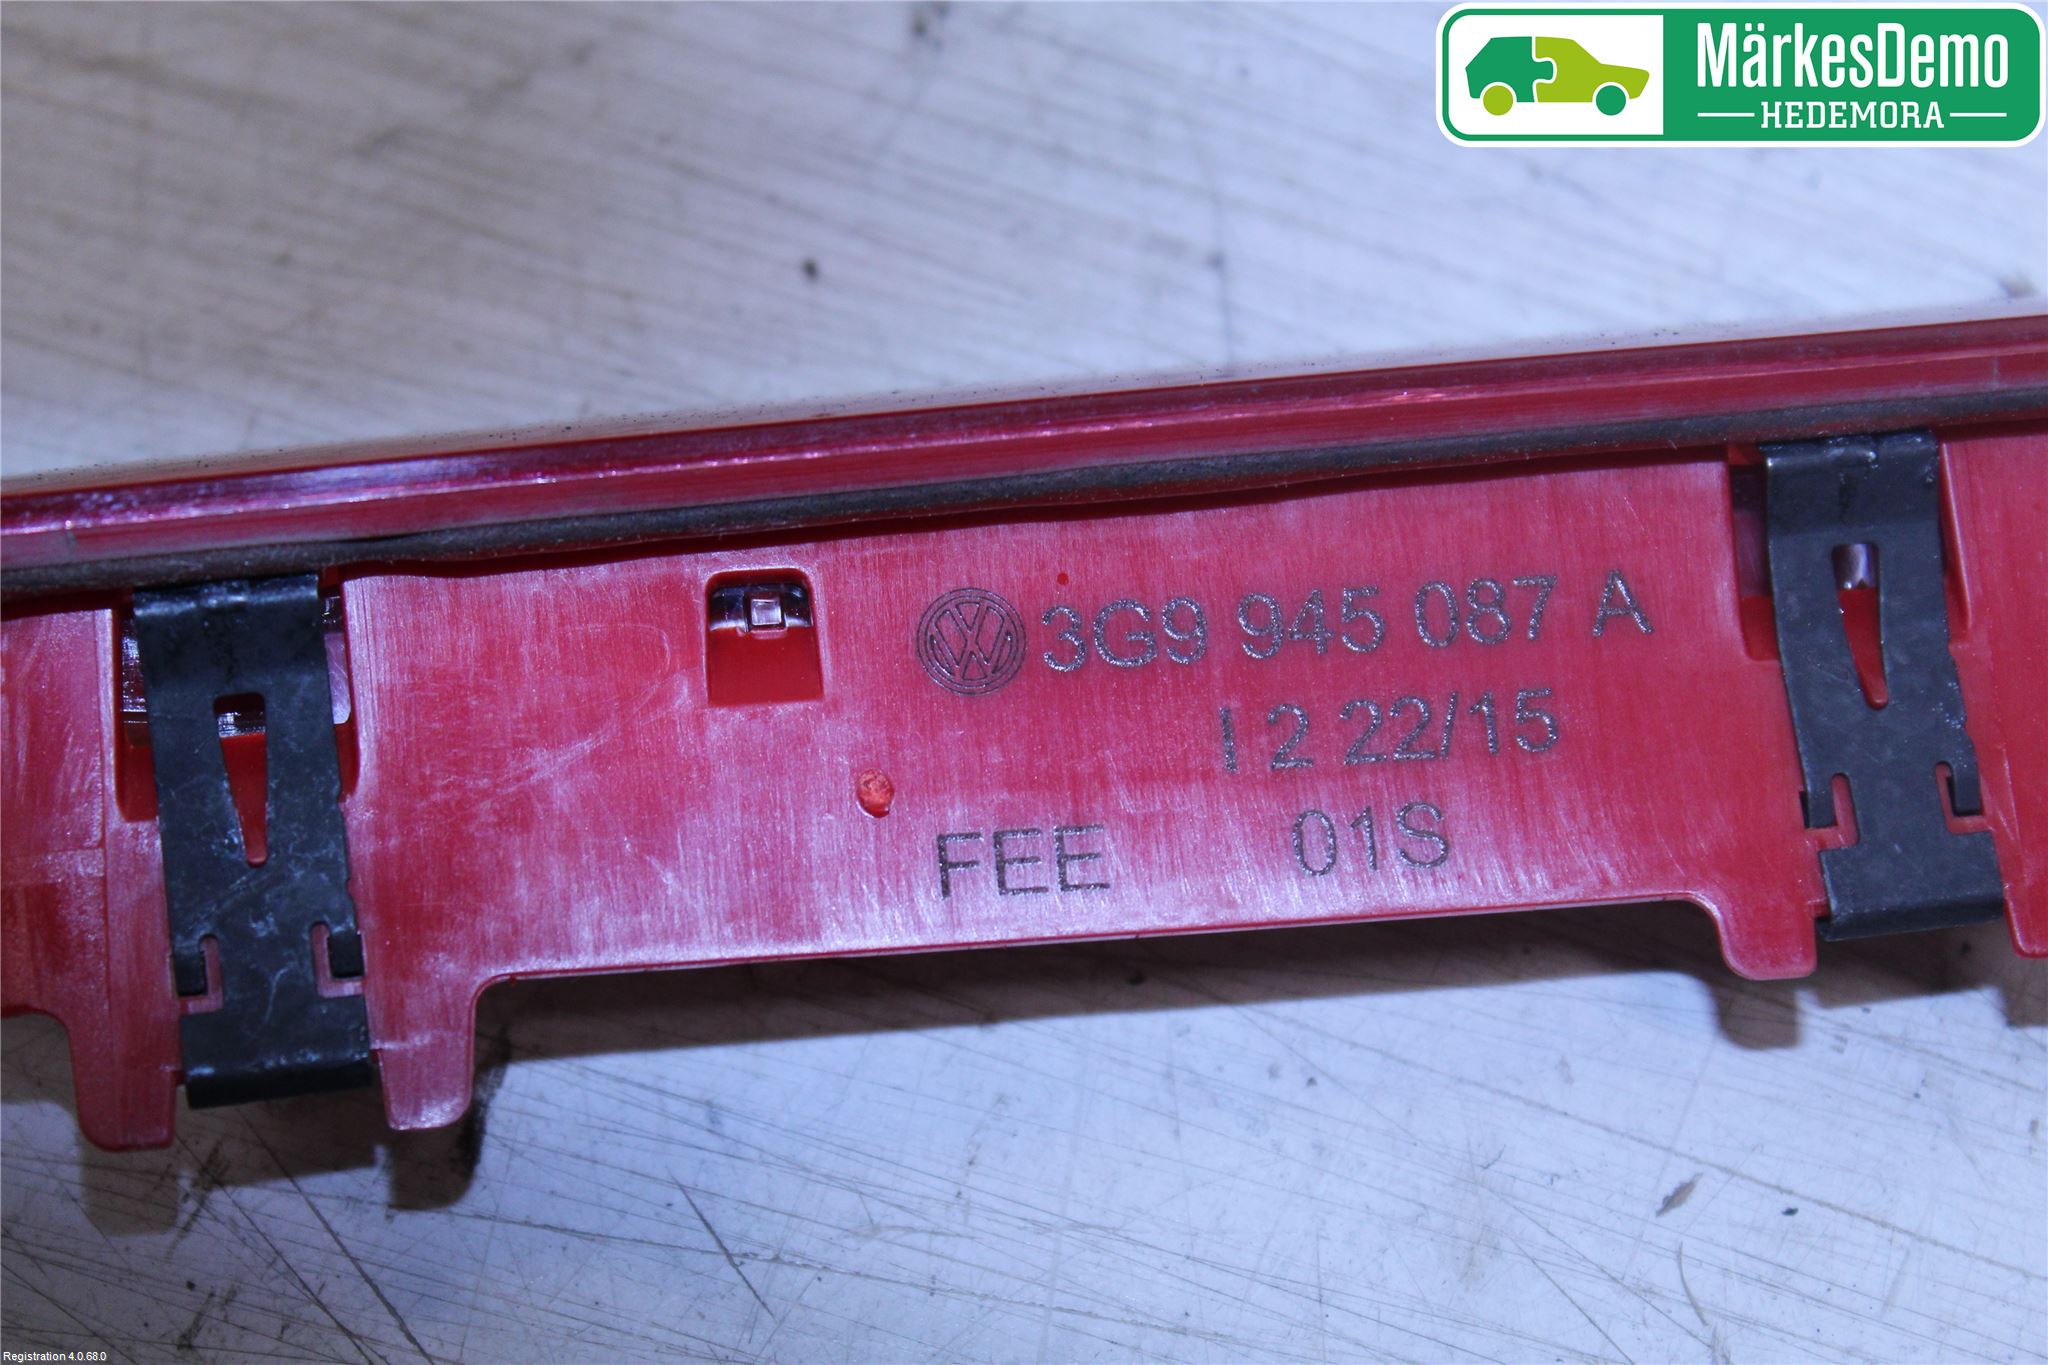 MärkesDemo
HEDEMORA
3G9 945 087 A
I 2 22/15
FEE 01S
Registration 4.0.68.0